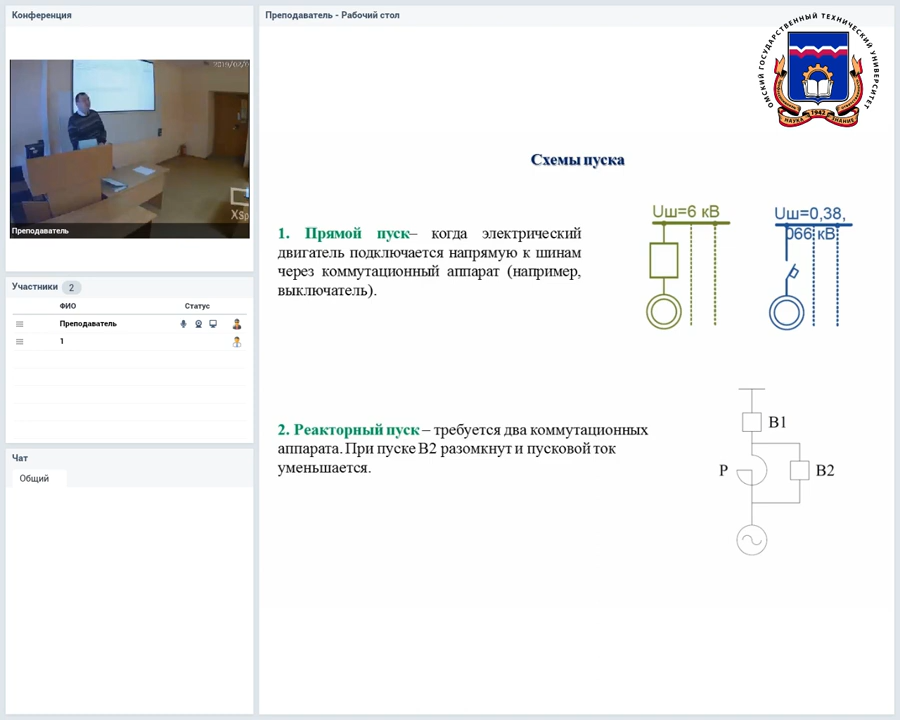 Конференция
Преподаватель
Участники 2
ФИО Статус
Преподаватель
1
Чат
Общий
Преподаватель - Рабочий стол
ОМСКИЙ ГОСУДАРСТВЕННЫЙ ТЕХНИЧЕСКИЙ УНИВЕРСИТЕТ
НАУКА 1942 ЗНАНИЕ
Схемы пуска
1. Прямой пуск– когда электрический
двигатель подключается напрямую к шинам
через коммутационный аппарат (например,
выключатель).
Uш=6 кВ
Uш=0,38,
066 кВ
2. Реакторный пуск – требуется два коммутационных
аппарата. При пуске В2 разомкнут и пусковой ток
уменьшается.
В1
Р
В2